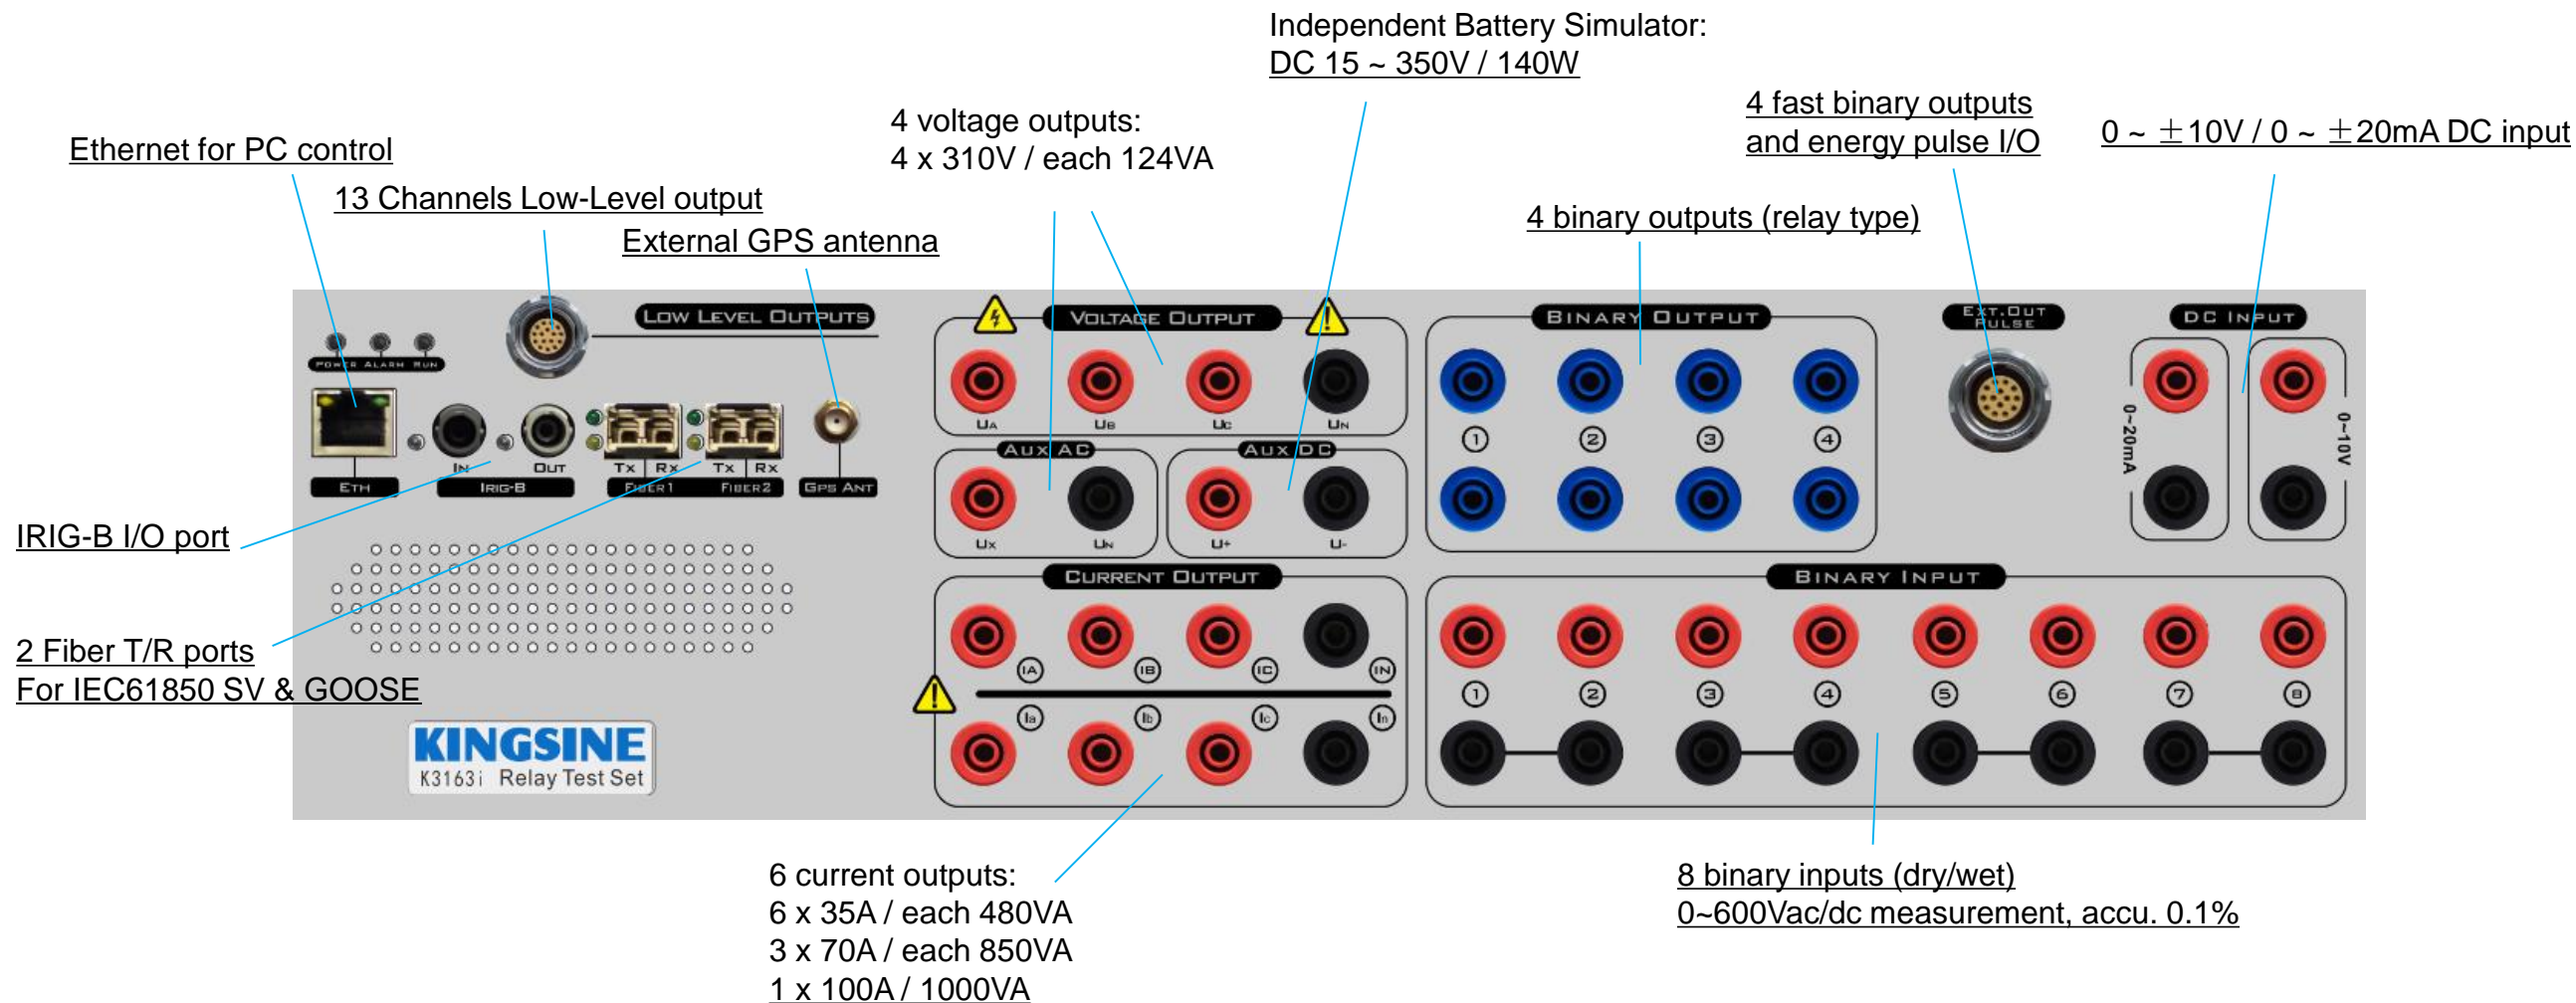 Independent Battery Simulator:
DC 15 ~ 350V / 140W
4 fast binary outputs
and energy pulse I/O
0 ~ ±10V / 0 ~ ±20mA DC input
4 voltage outputs:
4 x 310V / each 124VA
Ethernet for PC control
13 Channels Low-Level output
External GPS antenna
4 binary outputs (relay type)
LOW LEVEL OUTPUTS
VOLTAGE OUTPUT
BINARY OUTPUT
EXT.OUT
PULSE
DC INPUT
POWER ALARM RUN
UA UB UC UN
1 2 3 4
0~20mA
0~10V
AUX AC
AUX DC
IN OUT
Tx Rx Tx Rx
ETH
IRIG-B
FIBER1 FIBER2
GPS ANT
Ux UN U+ U-
IRIG-B I/O port
CURRENT OUTPUT
BINARY INPUT
2 Fiber T/R ports
For IEC61850 SV & GOOSE
IA IB IC IN
Ia Ib Ic In
1 2 3 4 5 6 7 8
KINGSINE
K3163i Relay Test Set
6 current outputs:
6 x 35A / each 480VA
3 x 70A / each 850VA
1 x 100A / 1000VA
8 binary inputs (dry/wet)
0~600Vac/dc measurement, accu. 0.1%